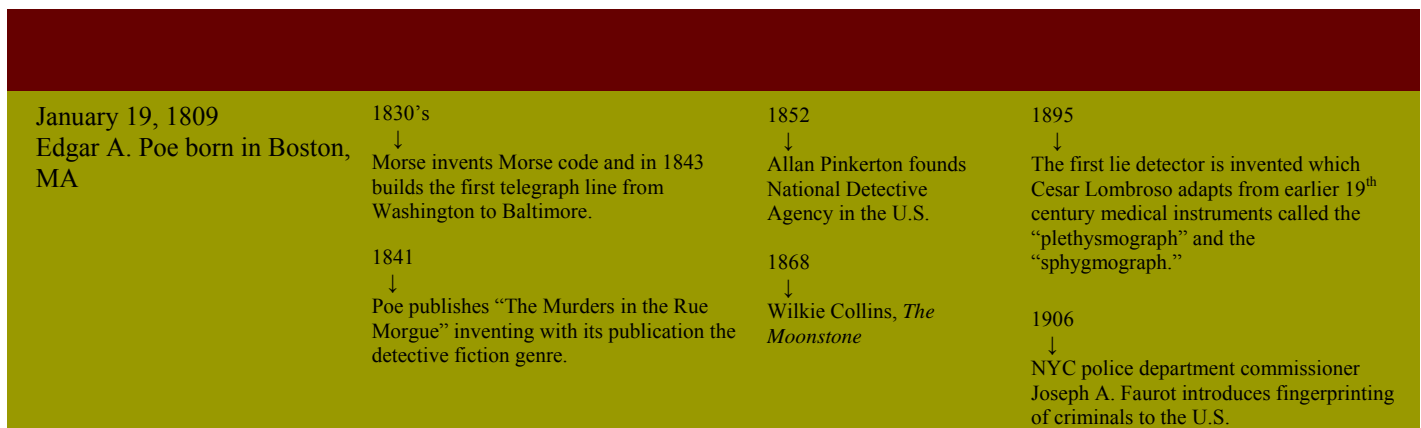 January 19, 1809
Edgar A. Poe born in Boston,
MA
1830’s
↓
Morse invents Morse code and in 1843
builds the first telegraph line from
Washington to Baltimore.
1841
↓
Poe publishes “The Murders in the Rue
Morgue” inventing with its publication the
detective fiction genre.
1852
↓
Allan Pinkerton founds
National Detective
Agency in the U.S.
1868
↓
Wilkie Collins, The
Moonstone
1895
↓
The first lie detector is invented which
Cesar Lombroso adapts from earlier 19th
century medical instruments called the
“plethysmograph” and the
“sphygmograph.”
1906
↓
NYC police department commissioner
Joseph A. Faurot introduces fingerprinting
of criminals to the U.S.